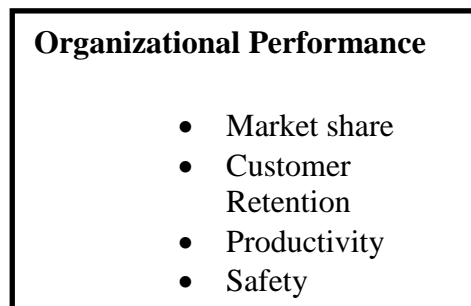 Organizational Performance
• Market share
• Customer
Retention
• Productivity
• Safety